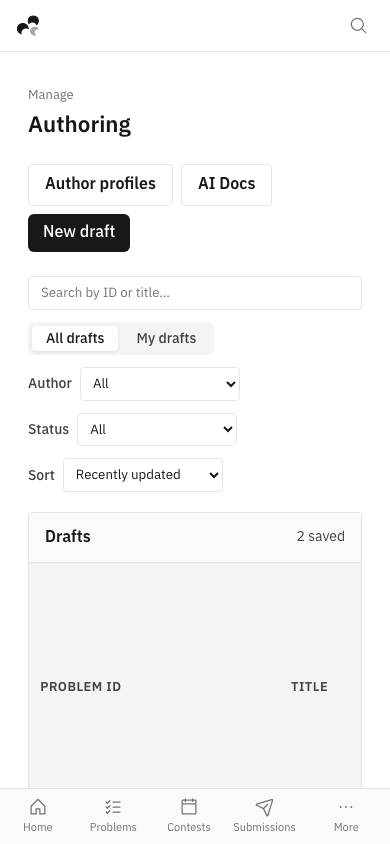 Manage
Authoring
Author profiles AI Docs
New draft
Search by ID or title...
All drafts My drafts
Author All
Status All
Sort Recently updated
Drafts 2 saved
PROBLEM ID TITLE
Home Problems Contests Submissions More